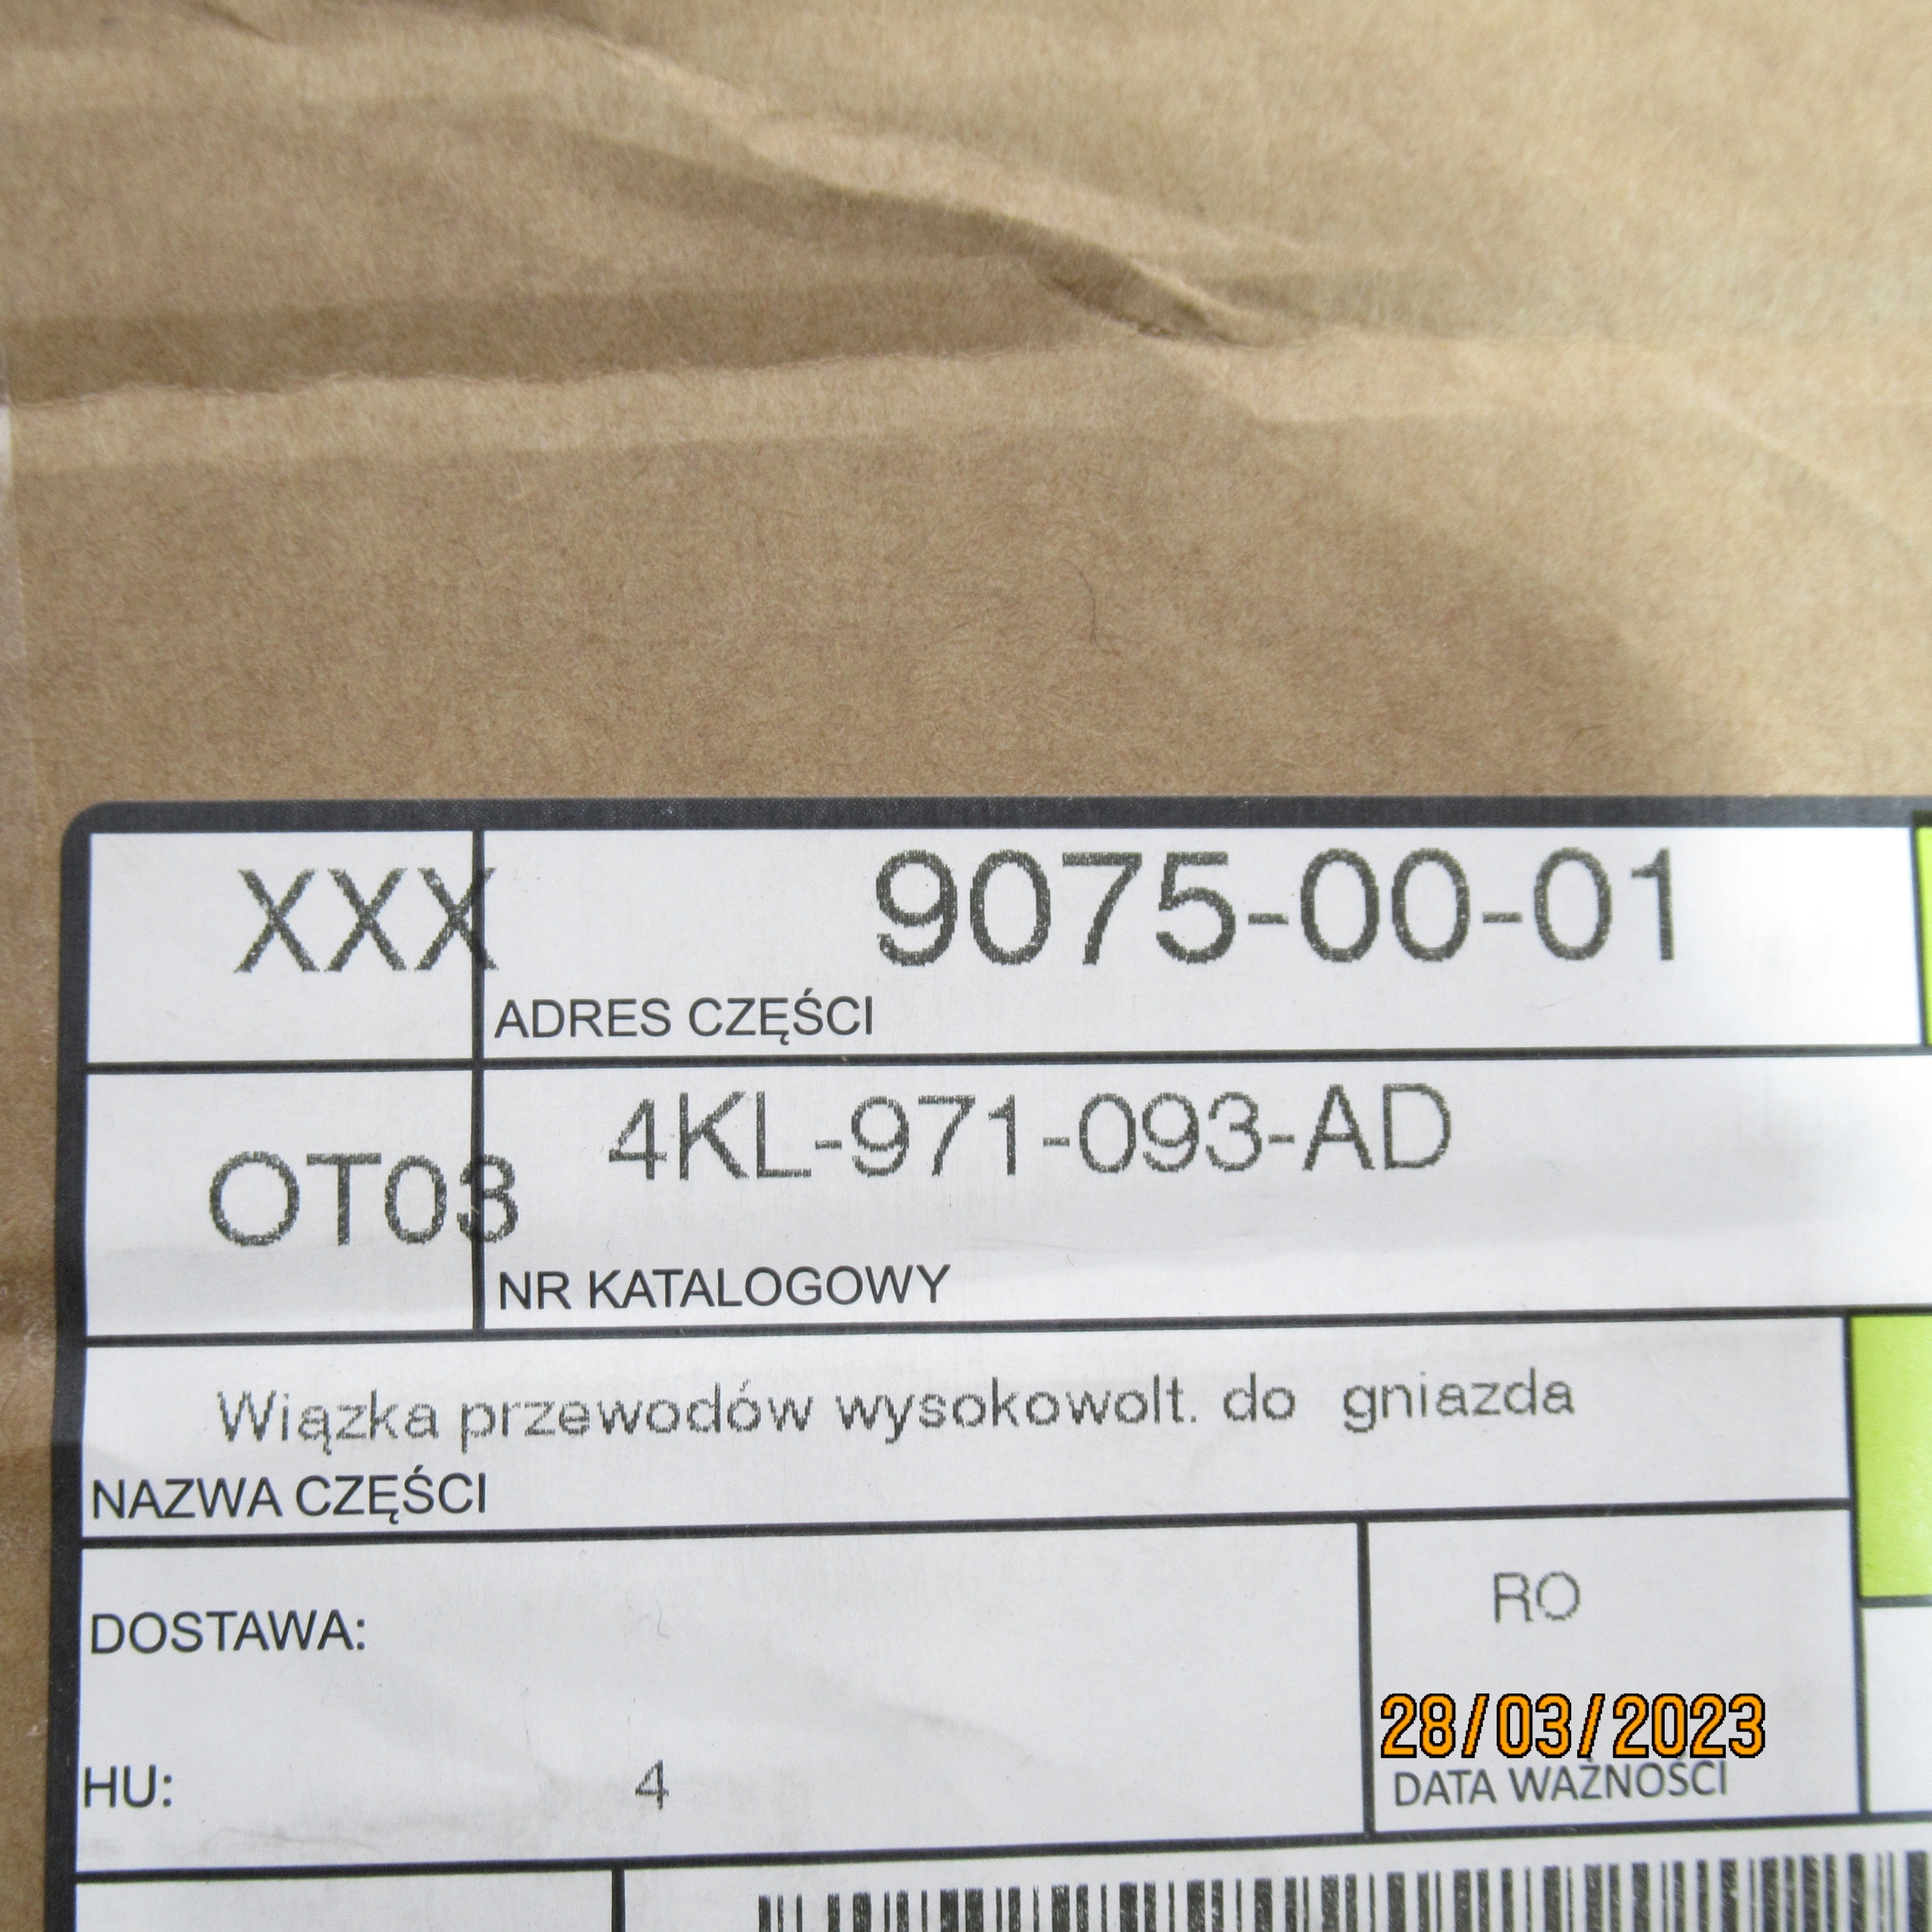 XXX
9075-00-01
ADRES CZĘŚCI
OT03
4KL-971-093-AD
NR KATALOGOWY
Wiązka przewodów wysokowolt. do gniazda
NAZWA CZĘŚCI
DOSTAWA:
RO
28/03/2023
HU: 4
DATA WAŻNOŚCI